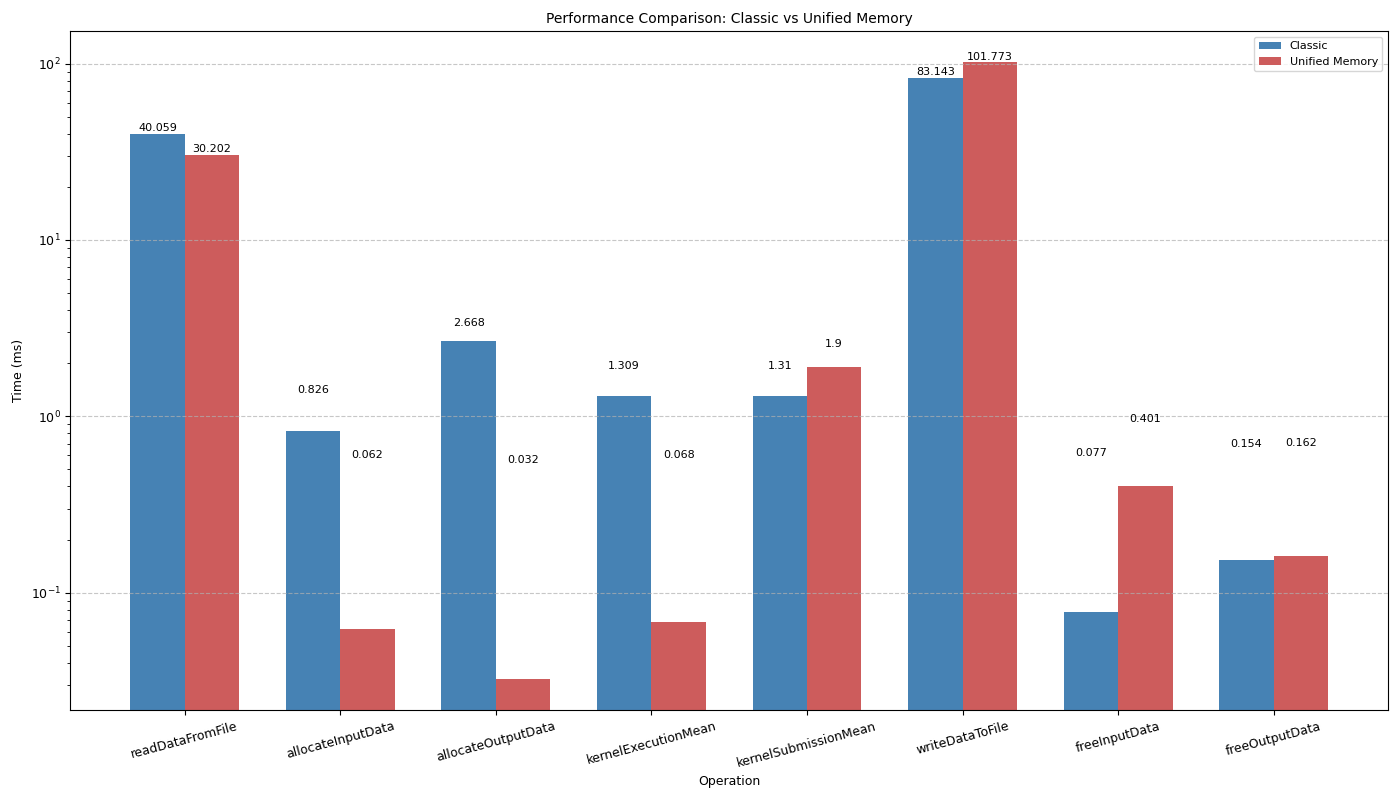 Performance Comparison: Classic vs Unified Memory
Classic
Unified Memory
Time (ms)
10²
10¹
10⁰
10⁻¹
40.059
30.202
0.826
0.062
2.668
0.032
1.309
0.068
1.31
1.9
83.143
101.773
0.077
0.401
0.154
0.162
readDataFromFile
allocateInputData
allocateOutputData
kernelExecutionMean
kernelSubmissionMean
writeDataToFile
freeInputData
freeOutputData
Operation